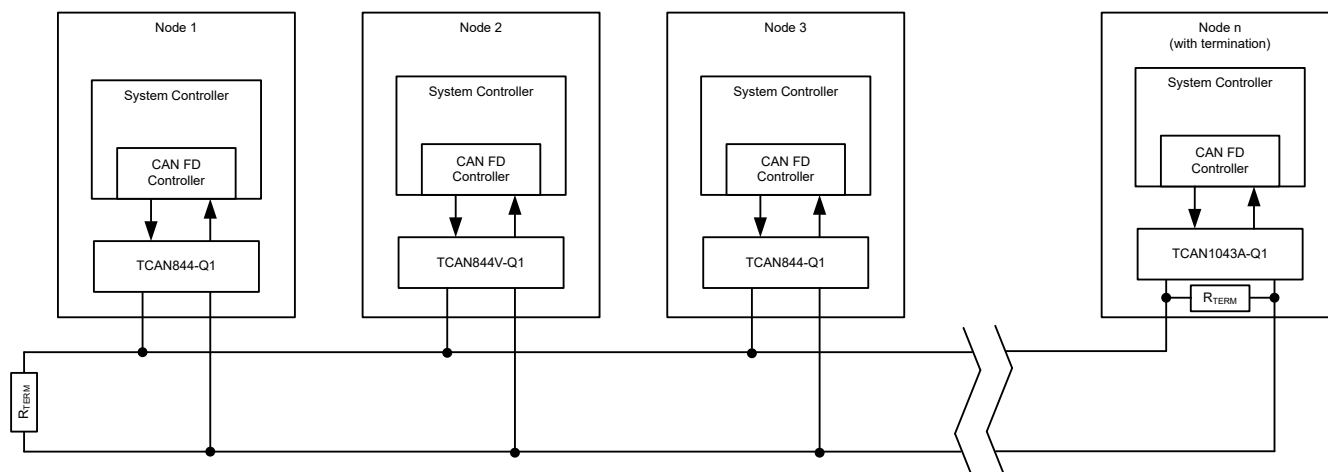 Node 1
System Controller
CAN FD
Controller
TCAN844-Q1
Node 2
System Controller
CAN FD
Controller
TCAN844V-Q1
Node 3
System Controller
CAN FD
Controller
TCAN844-Q1
Node n
(with termination)
System Controller
CAN FD
Controller
TCAN1043A-Q1
RTERM
RTERM